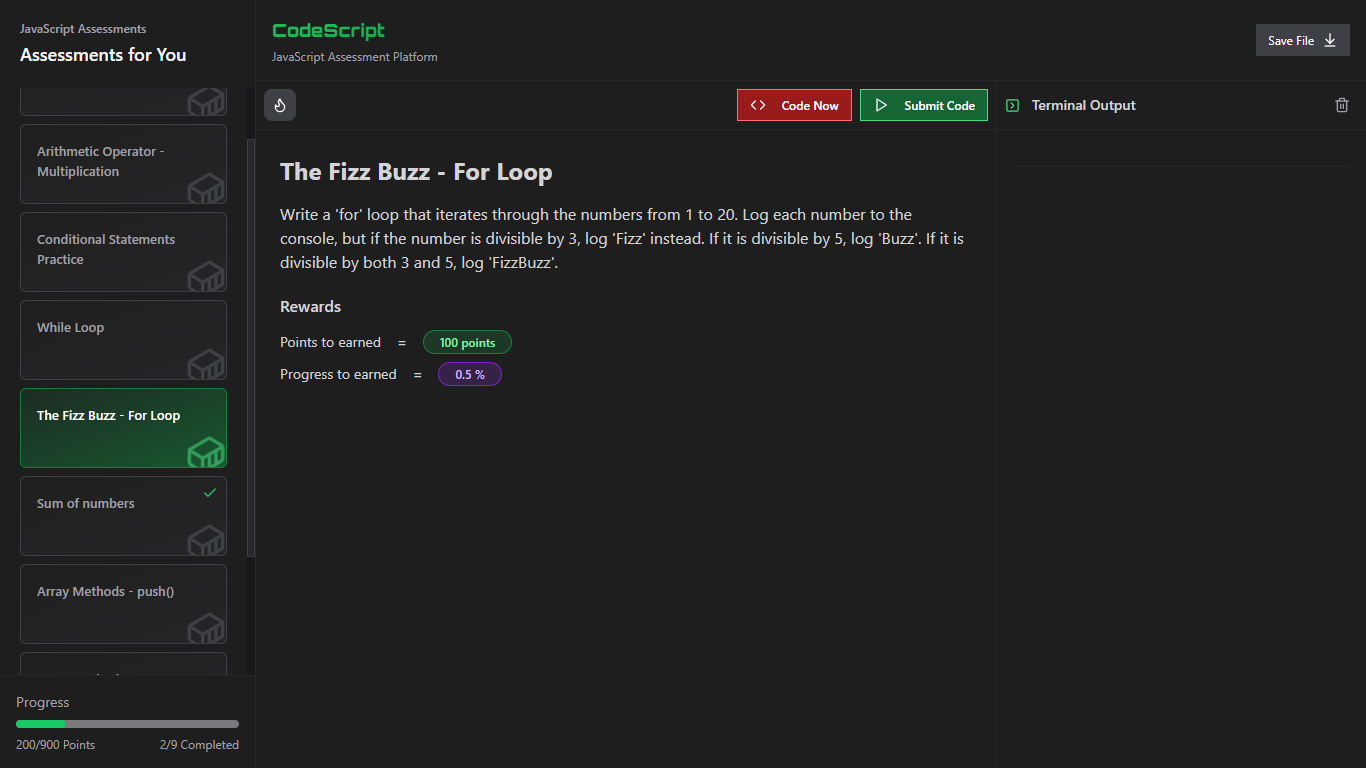 JavaScript Assessments
Assessments for You
Arithmetic Operator -
Multiplication
Conditional Statements
Practice
While Loop
The Fizz Buzz - For Loop
Sum of numbers
Array Methods - push()
Progress
200/900 Points
2/9 Completed
CodeScript
JavaScript Assessment Platform
Save File
Code Now
Submit Code
The Fizz Buzz - For Loop
Write a 'for' loop that iterates through the numbers from 1 to 20. Log each number to the
console, but if the number is divisible by 3, log 'Fizz' instead. If it is divisible by 5, log 'Buzz'. If it is
divisible by both 3 and 5, log 'FizzBuzz'.
Rewards
Points to earned = 100 points
Progress to earned = 0.5 %
Terminal Output